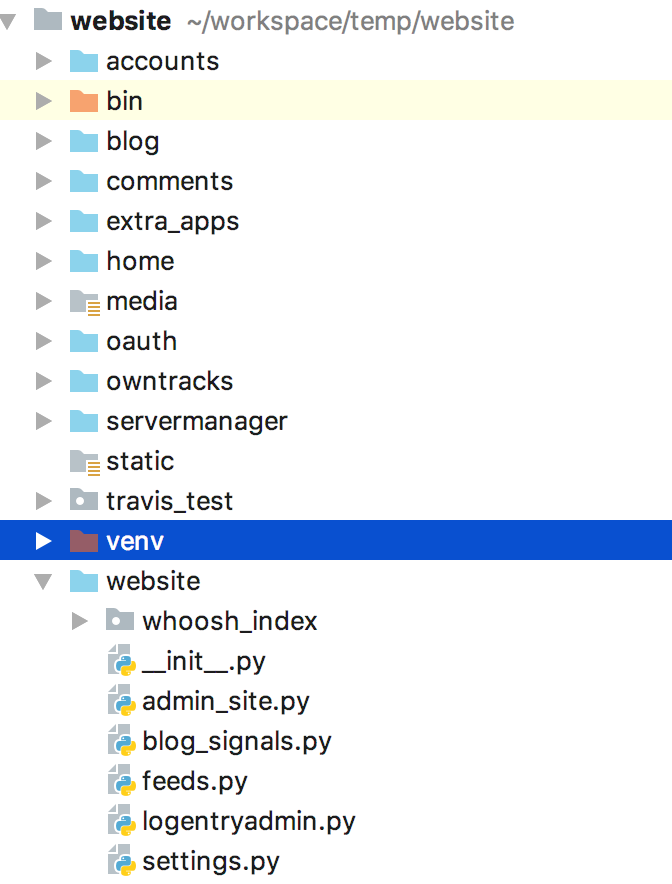 website ~/workspace/temp/website
accounts
bin
blog
comments
extra_apps
home
media
oauth
owntracks
servermanager
static
travis_test
venv
website
whoosh_index
__init__.py
admin_site.py
blog_signals.py
feeds.py
logentryadmin.py
settings.py